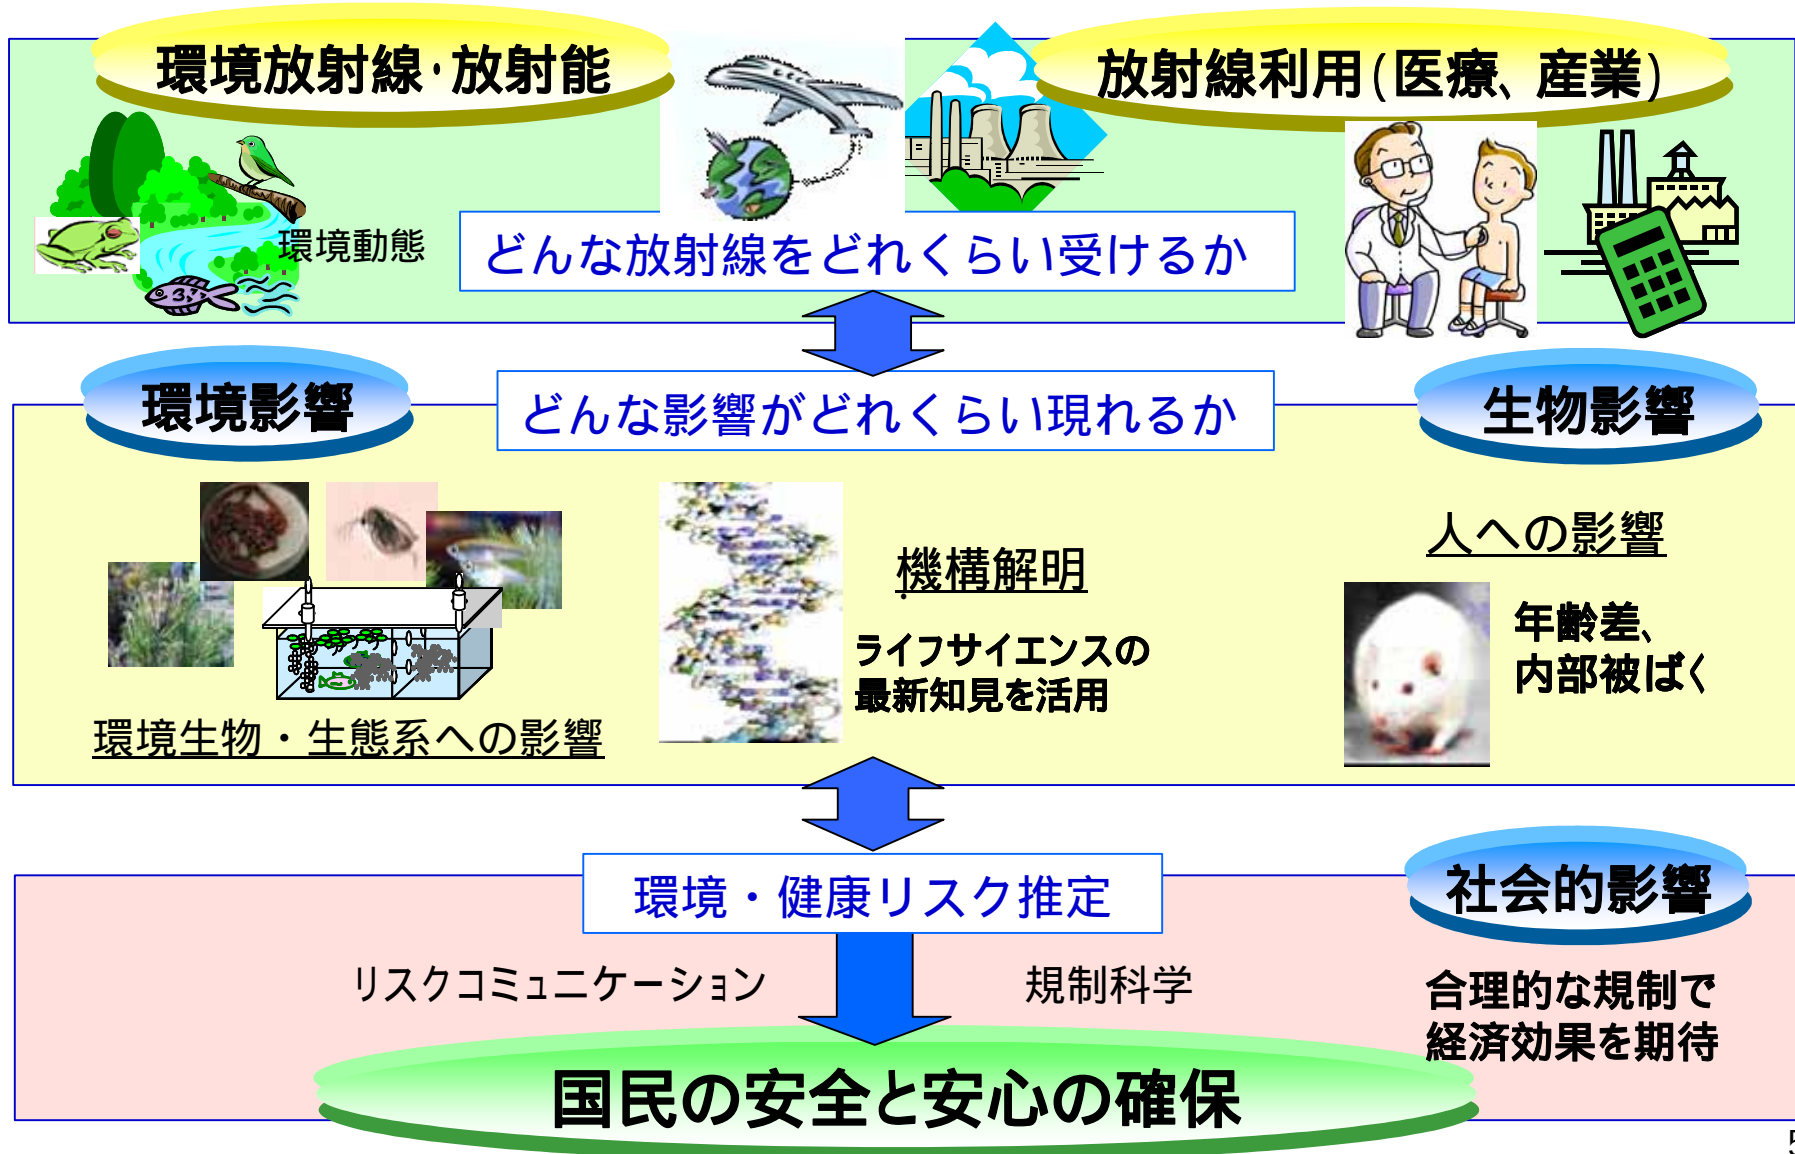 環境放射線・放射能
放射線利用(医療、産業)
環境動態
どんな放射線をどれくらい受けるか
環境影響
どんな影響がどれくらい現れるか
生物影響
人への影響
機構解明
年齢差、
内部被ばく
ライフサイエンスの
最新知見を活用
環境生物・生態系への影響
環境・健康リスク推定
社会的影響
リスクコミュニケーション
規制科学
合理的な規制で
経済効果を期待
国民の安全と安心の確保